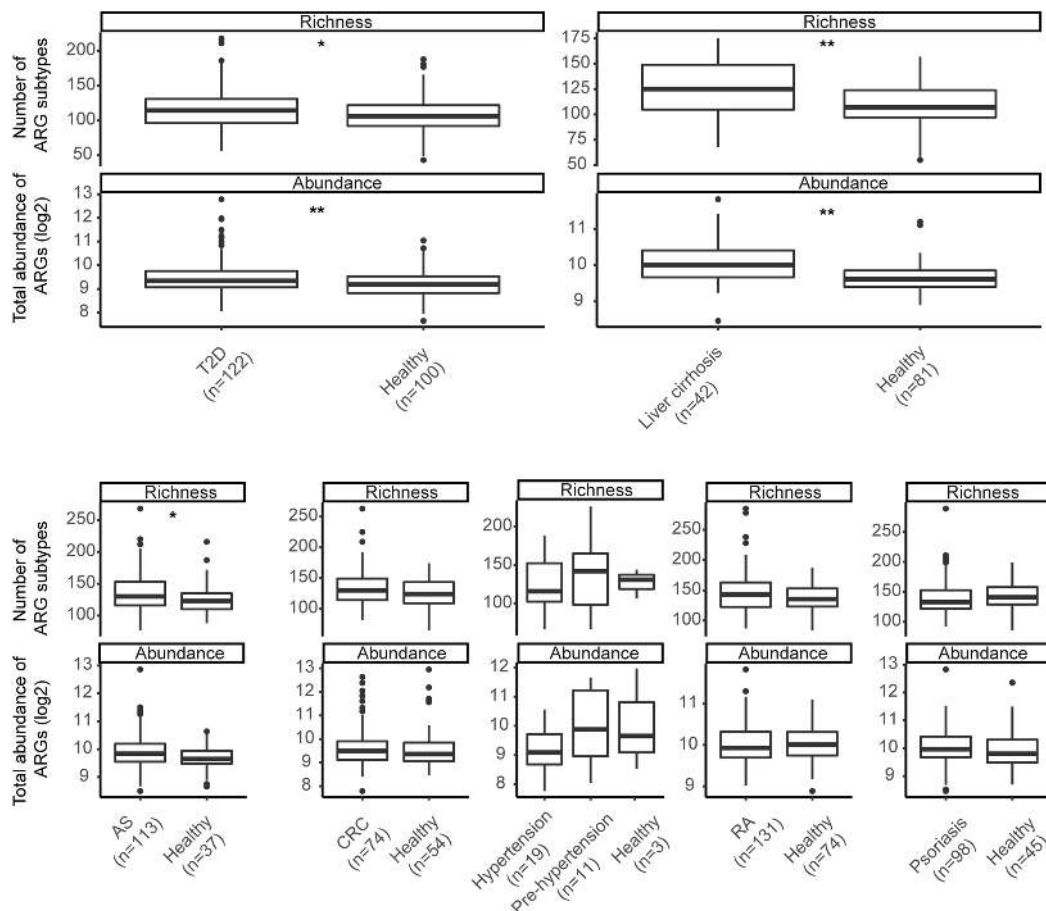 Richness
Number of
ARG subtypes
200
150
100
50
*
Richness
175
150
125
100
75
50
**
Abundance
Total abundance of
ARGs (log2)
13
12
11
10
9
8
**
Abundance
12
11
10
9
**
T2D
(n=122)
Healthy
(n=100)
Liver cirrhosis
(n=42)
Healthy
(n=81)
Richness
Number of
ARG subtypes
250
200
150
100
*
Richness
250
200
150
100
Richness
200
150
100
Richness
250
200
150
100
Richness
250
200
150
100
Abundance
Total abundance of
ARGs (log2)
13
12
11
10
9
Abundance
13
12
11
10
9
8
Abundance
12
11
10
9
8
Abundance
12
11
10
9
Abundance
13
12
11
10
9
AS
(n=113)
Healthy
(n=37)
CRC
(n=74)
Healthy
(n=54)
Hypertension
(n=19)
Pre-hypertension
(n=11)
Healthy
(n=3)
RA
(n=131)
Healthy
(n=74)
Psoriasis
(n=98)
Healthy
(n=45)